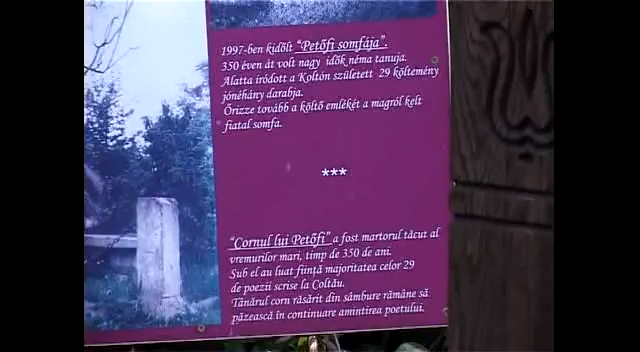 1997-ben kidőlt “Petőfi somfája”.
350 éven át volt nagy idők néma tanuja.
Alatta íródott a Koltón született 29 költemény
jónéhány darabja.
Őrizze tovább a költő emlékét a magról kelt
fiatal somfa.
***
“Cornul lui Petőfi” a fost martorul tăcut al
vremurilor mari, timp de 350 de ani.
Sub el au luat ființă majoritatea celor 29
de poezii scrise la Coltău.
Tânărul corn răsărit din sâmbure rămâne să
păzească în continuare amintirea poetului.